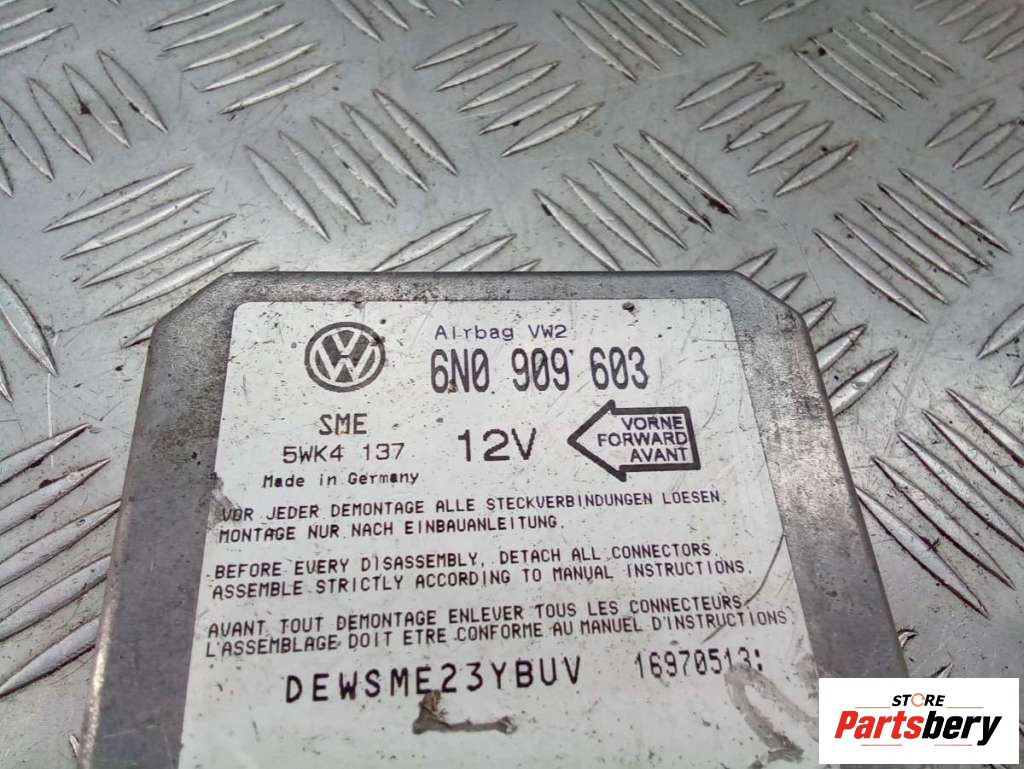 VW
Airbag VW2
6N0 909 603
SME
5WK4 137
12V
VORNE
FORWARD
AVANT
Made in Germany
VOR JEDER DEMONTAGE ALLE STECKVERBINDUNGEN LOESEN.
MONTAGE NUR NACH EINBAUANLEITUNG.
BEFORE EVERY DISASSEMBLY, DETACH ALL CONNECTORS.
ASSEMBLE STRICTLY ACCORDING TO MANUAL INSTRUCTIONS.
AVANT TOUT DEMONTAGE ENLEVER TOUS LES CONNECTEURS.
L'ASSEMBLAGE DOIT ETRE CONFORME AU MANUEL D'INSTRUCTIONS
DEWSME23YBUV 16970513:
STORE
Partsbery